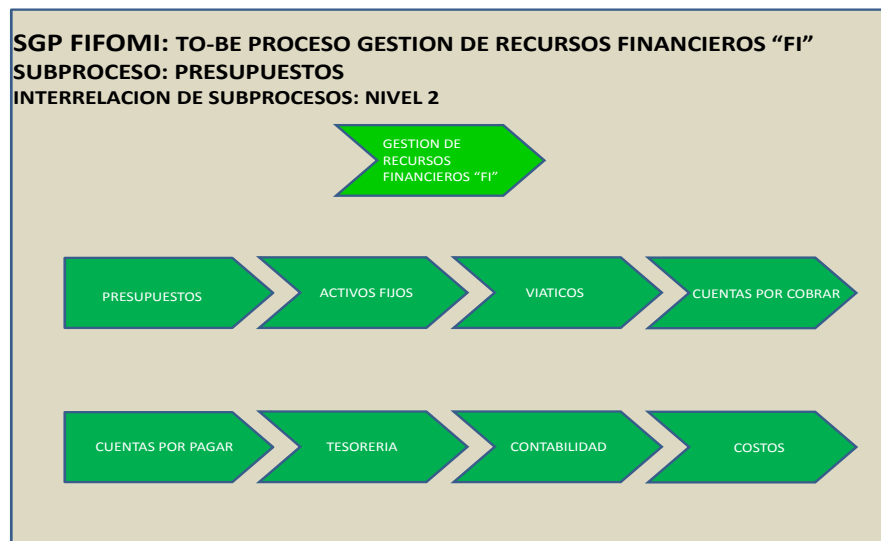 SGP FIFOMI: TO-BE PROCESO GESTION DE RECURSOS FINANCIEROS “FI”
SUBPROCESO: PRESUPUESTOS
INTERRELACION DE SUBPROCESOS: NIVEL 2
GESTION DE
RECURSOS
FINANCIEROS “FI”
PRESUPUESTOS
ACTIVOS FIJOS
VIATICOS
CUENTAS POR COBRAR
CUENTAS POR PAGAR
TESORERIA
CONTABILIDAD
COSTOS